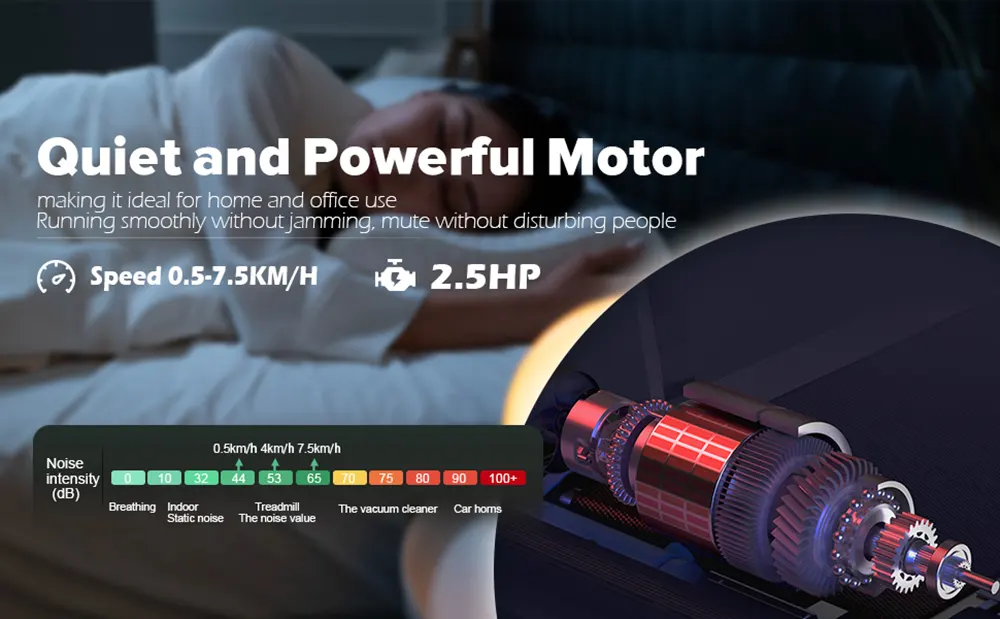 Quiet and Powerful Motor
making it ideal for home and office use
Running smoothly without jamming, mute without disturbing people
Speed 0.5-7.5KM/H
2.5HP
0.5km/h 4km/h 7.5km/h
Noise
intensity
(dB)
0 10 32 44 53 65 70 75 80 90 100+
Breathing
Indoor
Static noise
Treadmill
The noise value
The vacuum cleaner
Car horns